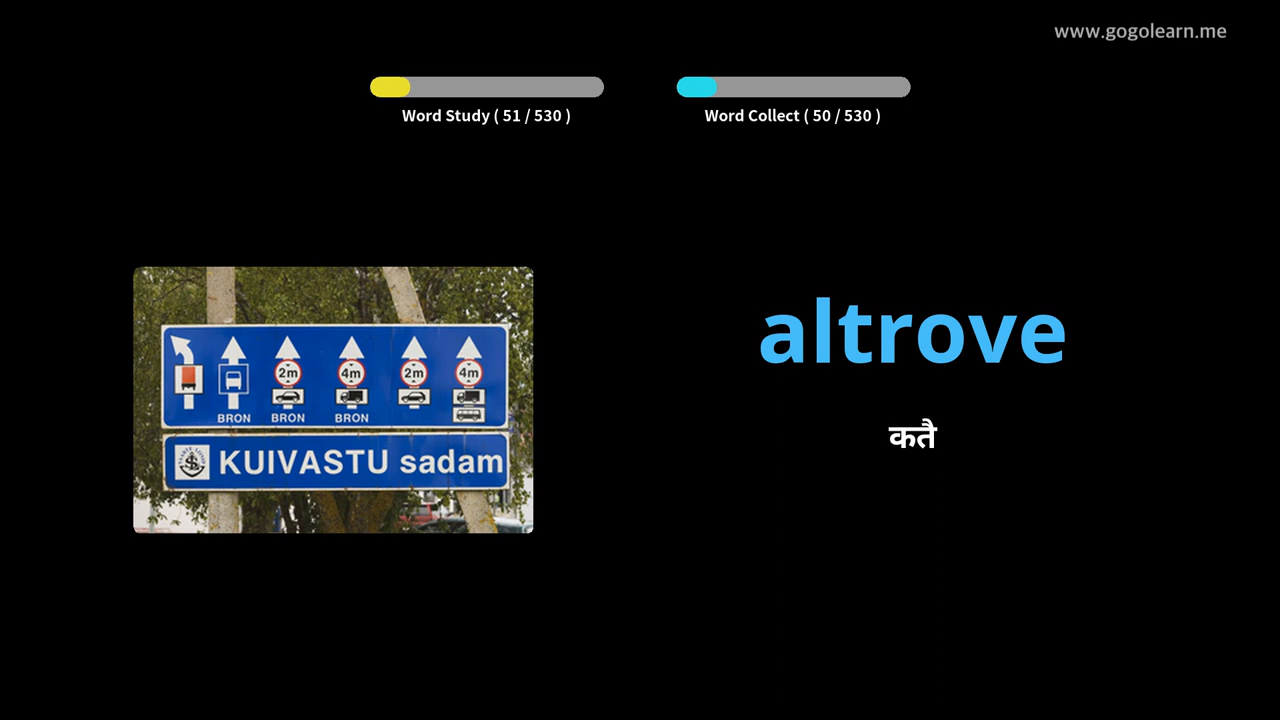 www.gogolearn.me
Word Study ( 51 / 530 )
Word Collect ( 50 / 530 )
altrove
कतै
2m 4m 2m 4m
BRON BRON BRON
KUIVASTU sadam